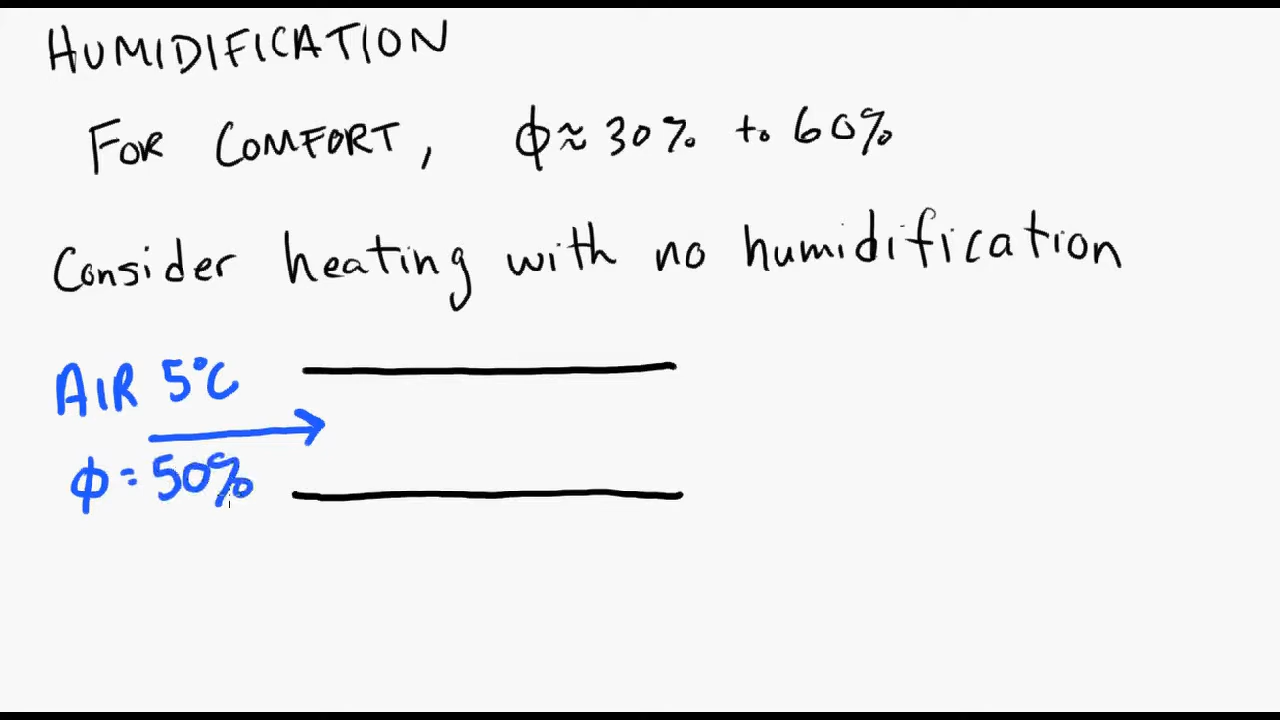 HUMIDIFICATION
FOR COMFORT, ϕ ≈ 30% to 60%
Consider heating with no humidification
AIR 5°C
ϕ = 50%